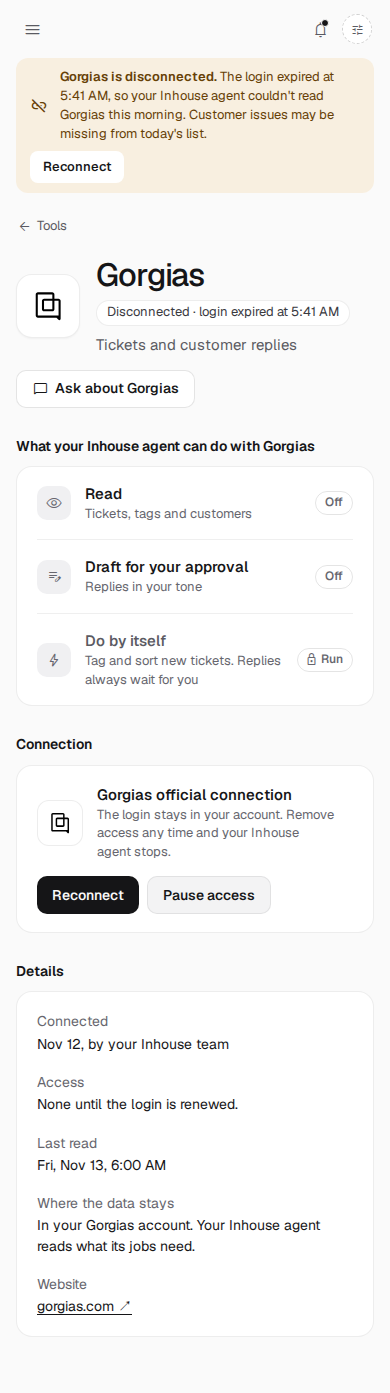 Gorgias is disconnected. The login expired at
5:41 AM, so your Inhouse agent couldn't read
Gorgias this morning. Customer issues may be
missing from today's list.
Reconnect
Tools
Gorgias
Disconnected · login expired at 5:41 AM
Tickets and customer replies
Ask about Gorgias
What your Inhouse agent can do with Gorgias
Read
Tickets, tags and customers
Off
Draft for your approval
Replies in your tone
Off
Do by itself
Tag and sort new tickets. Replies
always wait for you
Run
Connection
Gorgias official connection
The login stays in your account. Remove
access any time and your Inhouse
agent stops.
Reconnect
Pause access
Details
Connected
Nov 12, by your Inhouse team
Access
None until the login is renewed.
Last read
Fri, Nov 13, 6:00 AM
Where the data stays
In your Gorgias account. Your Inhouse agent
reads what its jobs need.
Website
gorgias.com ↗